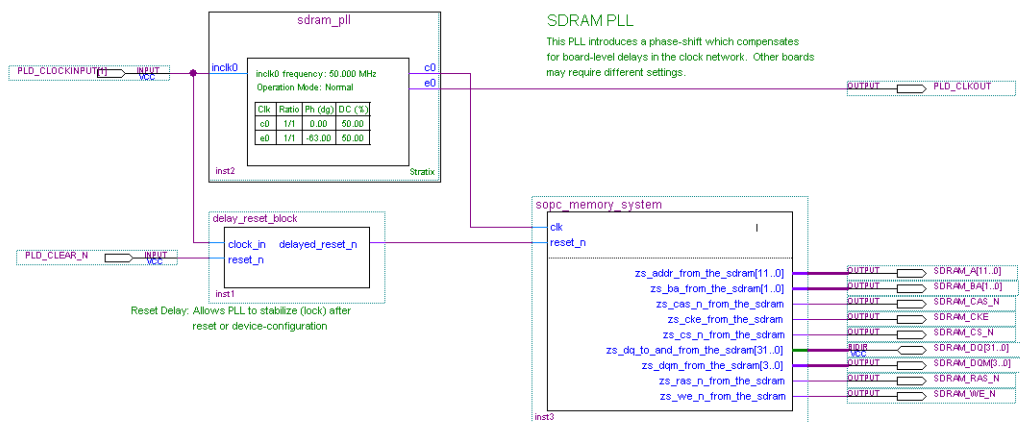 sdram_pll
SDRAM PLL
This PLL introduces a phase-shift which compensates
for board-level delays in the clock network. Other boards
may require different settings.
PLD_CLOCKINPUT[1]
INPUT
VCC
inclk0
c0
e0
inclk0 frequency: 50.000 MHz
Operation Mode: Normal
Clk Ratio Ph (dg) DC (%)
c0 1/1 0.00 50.00
e0 1/1 -63.00 50.00
inst2
Stratix
OUTPUT
PLD_CLKOUT
delay_reset_block
clock_in delayed_reset_n
reset_n
inst1
PLD_CLEAR_N
INPUT
VCC
Reset Delay: Allows PLL to stabilize (lock) after
reset or device-configuration
sopc_memory_system
clk
reset_n
zs_addr_from_the_sdram[11..0]
zs_ba_from_the_sdram[1..0]
zs_cas_n_from_the_sdram
zs_cke_from_the_sdram
zs_cs_n_from_the_sdram
zs_dq_to_and_from_the_sdram[31..0]
zs_dqm_from_the_sdram[3..0]
zs_ras_n_from_the_sdram
zs_we_n_from_the_sdram
inst3
OUTPUT SDRAM_A[11..0]
OUTPUT SDRAM_BA[1..0]
OUTPUT SDRAM_CAS_N
OUTPUT SDRAM_CKE
OUTPUT SDRAM_CS_N
BIDIR SDRAM_DQ[31..0]
VCC
OUTPUT SDRAM_DQM[3..0]
OUTPUT SDRAM_RAS_N
OUTPUT SDRAM_WE_N